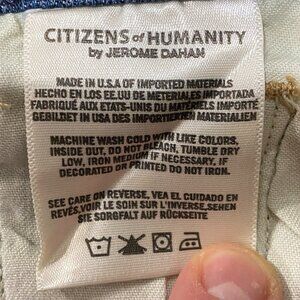 CITIZENS of HUMANITY
by JEROME DAHAN
MADE IN U.S.A OF IMPORTED MATERIALS
HECHO EN LOS EE.UU DE METERIALES IMPORTADA
FABRIQUÉ AUX ETATS-UNIS DU MATERIELS IMPORTÉ
GEBILDET IN USA DES IMPORTIERTEN MATERIALIEN
MACHINE WASH COLD WITH LIKE COLORS,
INSIDE OUT, DO NOT BLEACH. TUMBLE DRY
LOW, IRON MEDIUM IF NECESSARY. IF
DECORATED OR PRINTED DO NOT IRON.
SEE CARE ON REVERSE. VEA EL CUIDADO EN
REVÉS. VOIR LE SOIN SUR L'INVERSE. SEHEN
SIE SORGFALT AUF RÜCKSEITE